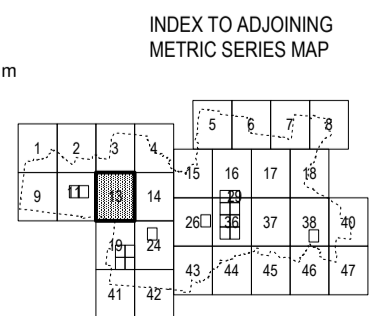 INDEX TO ADJOINING
METRIC SERIES MAP
m
5 6 7 8
1 2 3 4
15 16 17 18
9 11 13 14
29
26 36 37 38 40
19 24
43 44 45 46 47
41 42